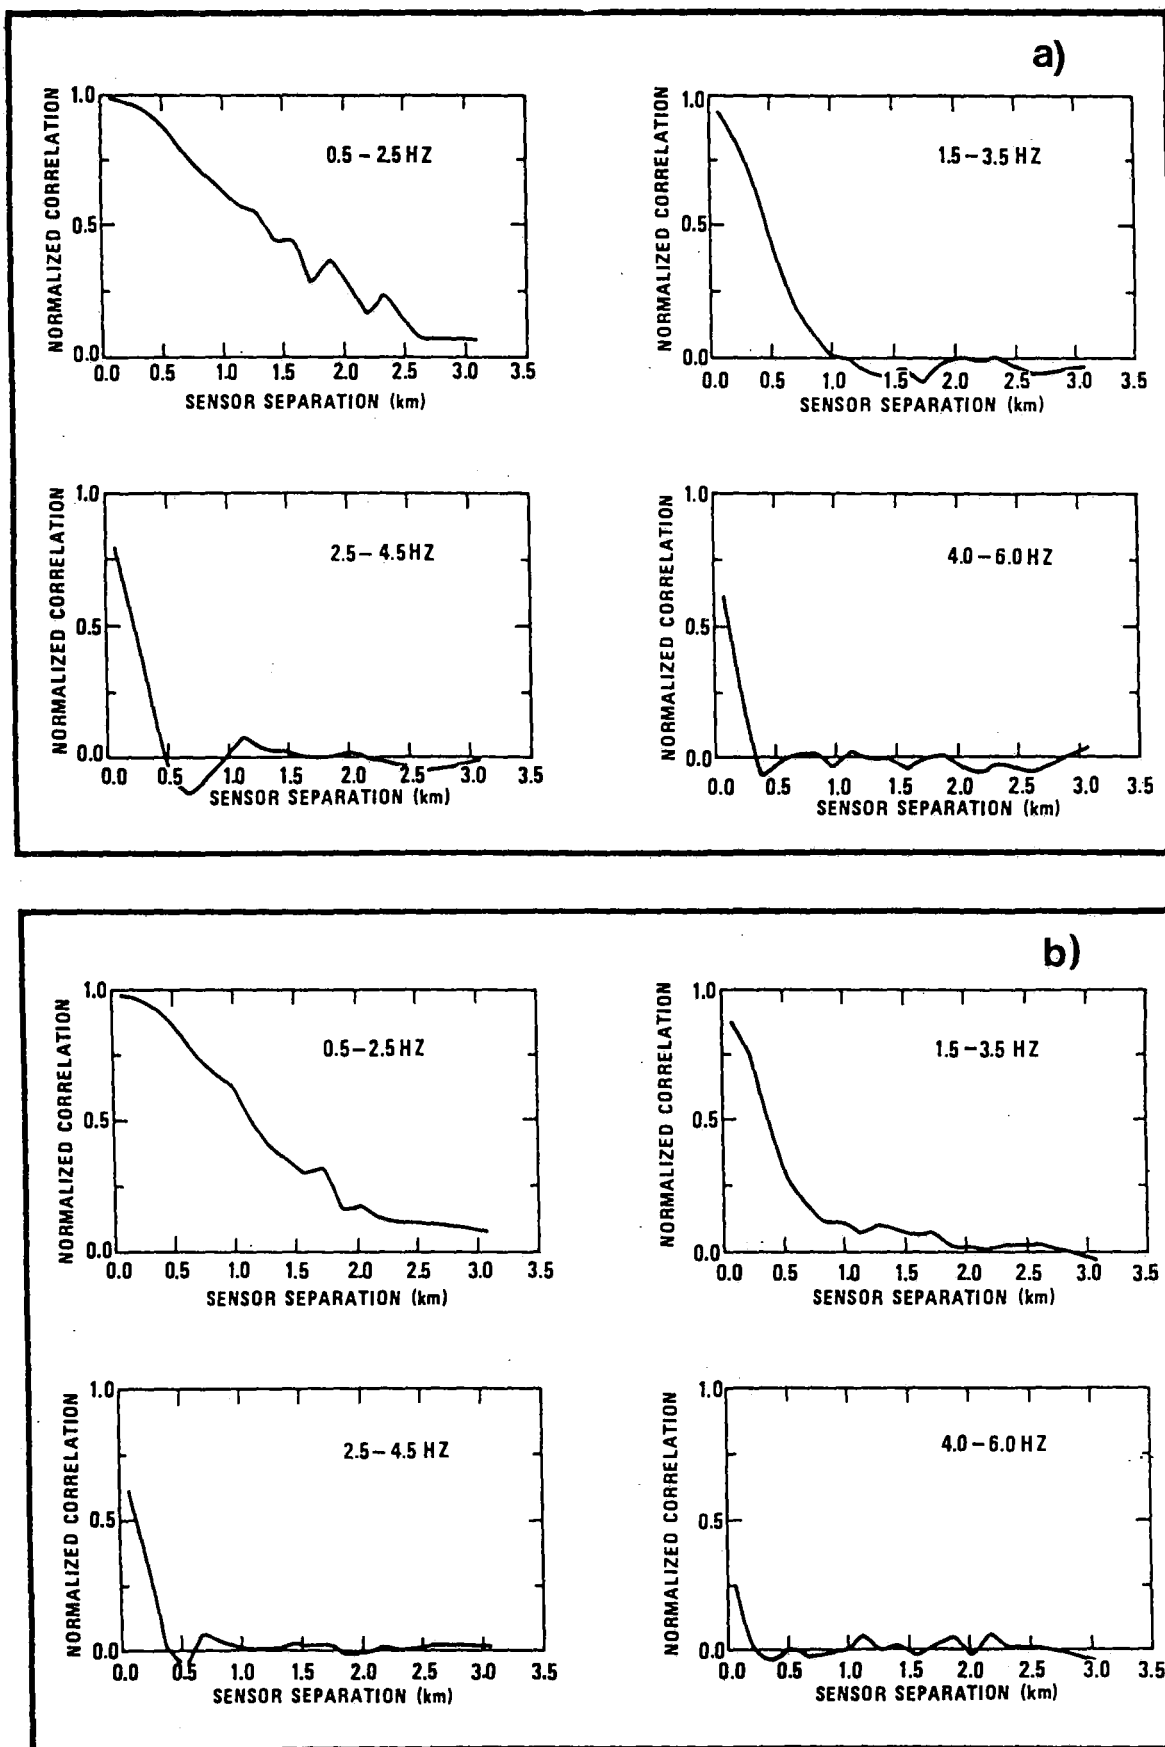 a)
NORMALIZED CORRELATION
1.0
0.5
0.0
0.5 – 2.5 HZ
0.0 0.5 1.0 1.5 2.0 2.5 3.0 3.5
SENSOR SEPARATION (km)
NORMALIZED CORRELATION
1.0
0.5
0.0
1.5 – 3.5 HZ
0.0 0.5 1.0 1.5 2.0 2.5 3.0 3.5
SENSOR SEPARATION (km)
NORMALIZED CORRELATION
1.0
0.5
0.0
2.5 – 4.5 HZ
0.0 0.5 1.0 1.5 2.0 2.5 3.0 3.5
SENSOR SEPARATION (km)
NORMALIZED CORRELATION
1.0
0.5
0.0
4.0 – 6.0 HZ
0.0 0.5 1.0 1.5 2.0 2.5 3.0 3.5
SENSOR SEPARATION (km)
b)
NORMALIZED CORRELATION
1.0
0.5
0.0
0.5 – 2.5 HZ
0.0 0.5 1.0 1.5 2.0 2.5 3.0 3.5
SENSOR SEPARATION (km)
NORMALIZED CORRELATION
1.0
0.5
0.0
1.5 – 3.5 HZ
0.0 0.5 1.0 1.5 2.0 2.5 3.0 3.5
SENSOR SEPARATION (km)
NORMALIZED CORRELATION
1.0
0.5
0.0
2.5 – 4.5 HZ
0.0 0.5 1.0 1.5 2.0 2.5 3.0 3.5
SENSOR SEPARATION (km)
NORMALIZED CORRELATION
1.0
0.5
0.0
4.0 – 6.0 HZ
0.0 0.5 1.0 1.5 2.0 2.5 3.0 3.5
SENSOR SEPARATION (km)